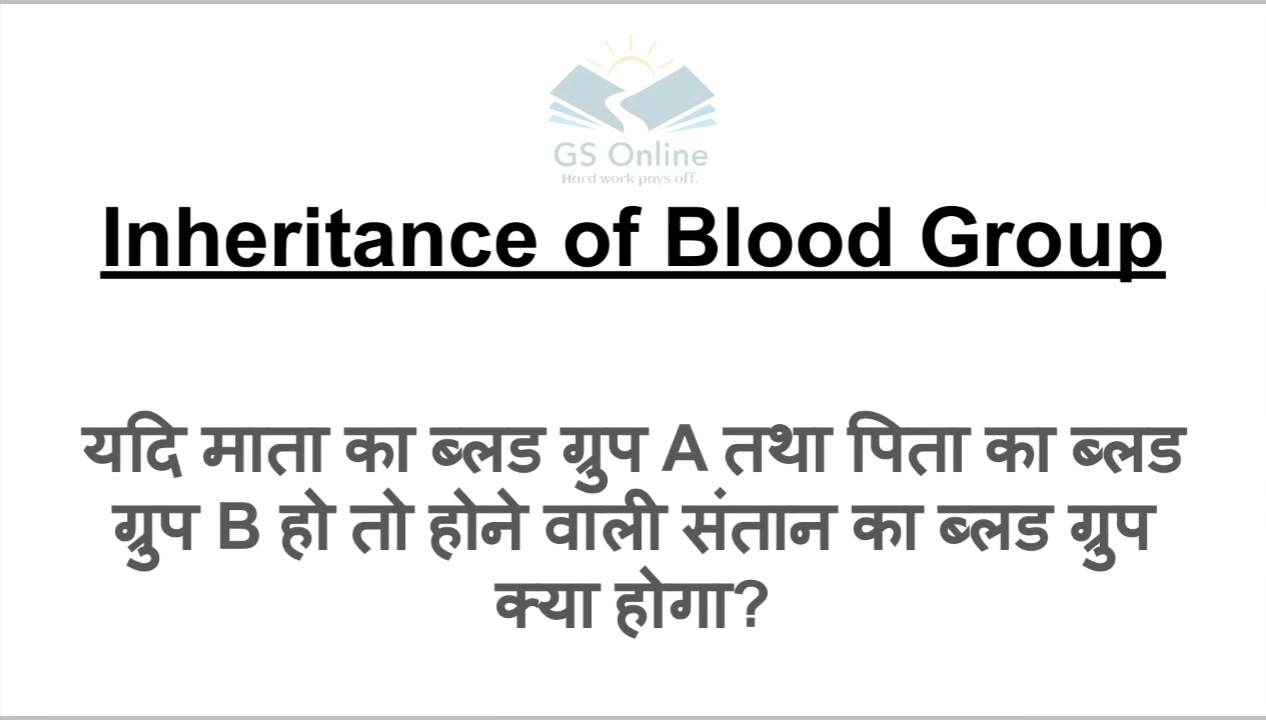 GS Online
Hard work pays off.
Inheritance of Blood Group
यदि माता का ब्लड ग्रुप A तथा पिता का ब्लड
ग्रुप B हो तो होने वाली संतान का ब्लड ग्रुप
क्या होगा?